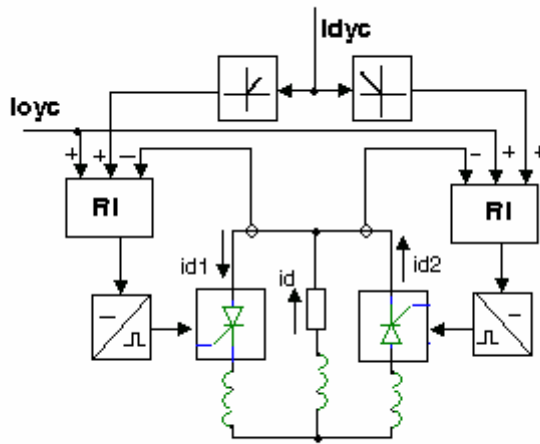 Idyc
Ioyc
+ + −
- + +
RI
RI
id1
id
id2
−
−